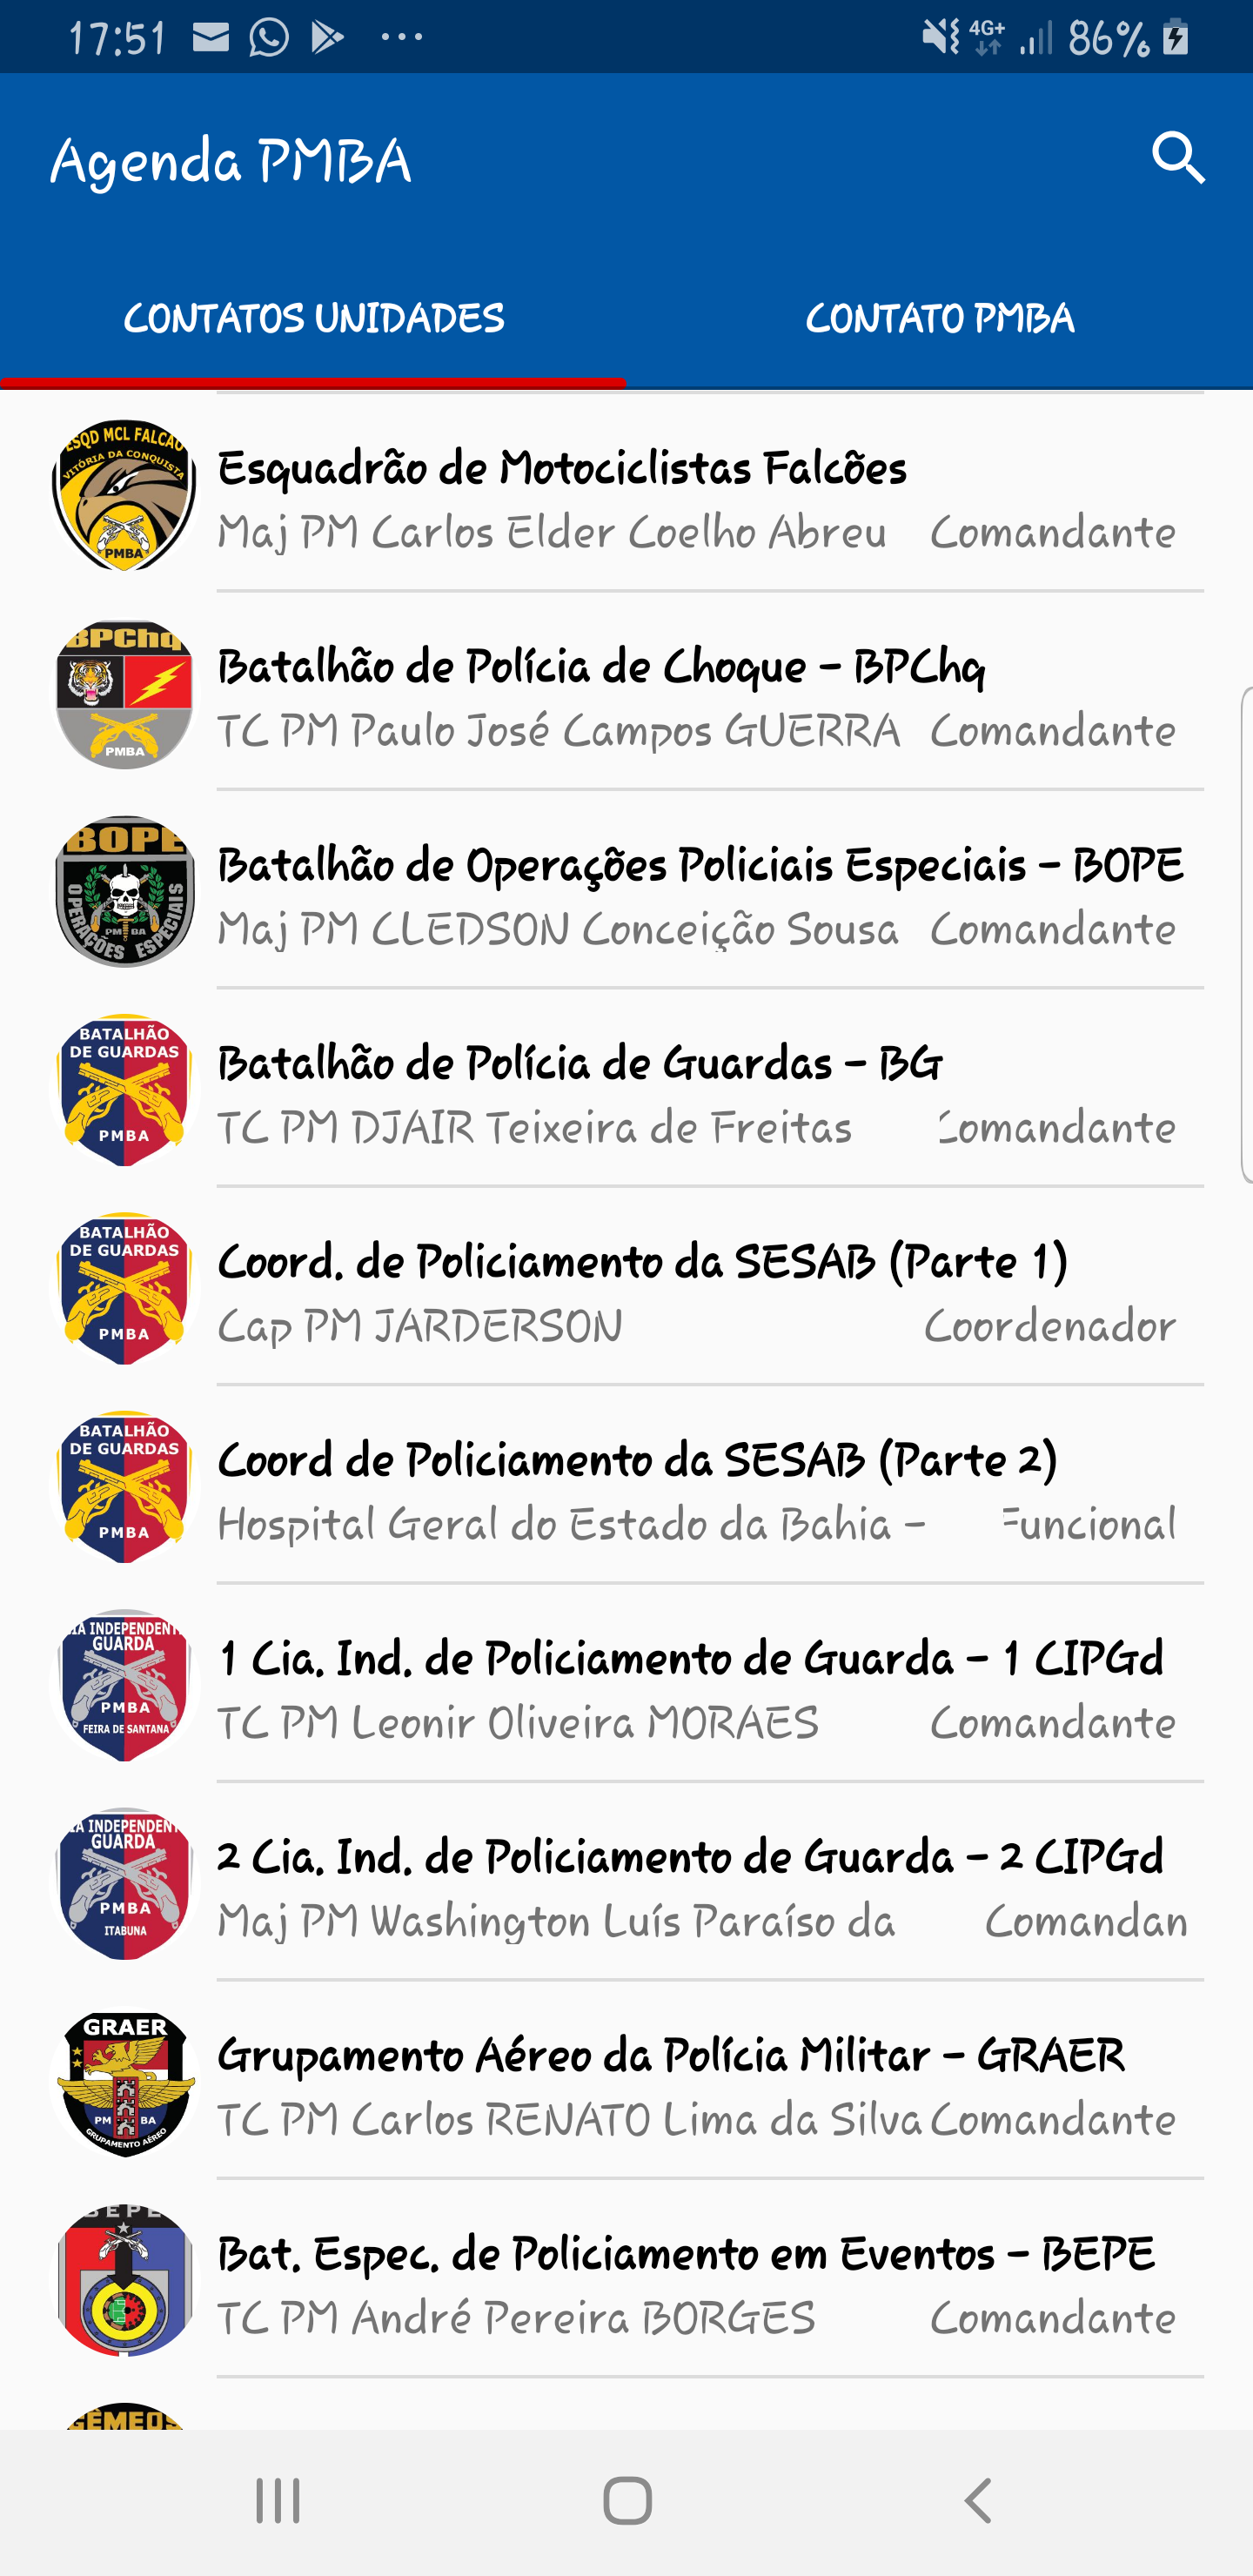 17:51 4G+ 86%
Agenda PMBA
CONTATOS UNIDADES CONTATO PMBA
ESQD MCL FALCÃO
VITÓRIA DA CONQUISTA
PMBA
Esquadrão de Motociclistas Falcões
Maj PM Carlos Elder Coelho Abreu Comandante
BPChq
PMBA
Batalhão de Polícia de Choque - BPChq
TC PM Paulo José Campos GUERRA Comandante
BOPE
PM BA
OPERAÇÕES ESPECIAIS
Batalhão de Operações Policiais Especiais - BOPE
Maj PM CLEDSON Conceição Sousa Comandante
BATALHÃO
DE GUARDAS
PMBA
Batalhão de Polícia de Guardas - BG
TC PM DJAIR Teixeira de Freitas Comandante
BATALHÃO
DE GUARDAS
PMBA
Coord. de Policiamento da SESAB (Parte 1)
Cap PM JARDERSON Coordenador
BATALHÃO
DE GUARDAS
PMBA
Coord de Policiamento da SESAB (Parte 2)
Hospital Geral do Estado da Bahia - Funcional
IA INDEPENDENT
GUARDA
PMBA
FEIRA DE SANTANA
1 Cia. Ind. de Policiamento de Guarda - 1 CIPGd
TC PM Leonir Oliveira MORAES Comandante
IA INDEPENDENT
GUARDA
PMBA
ITABUNA
2 Cia. Ind. de Policiamento de Guarda - 2 CIPGd
Maj PM Washington Luís Paraíso da Comandan
GRAER
PM BA
GRUPAMENTO AÉREO
Grupamento Aéreo da Polícia Militar - GRAER
TC PM Carlos RENATO Lima da Silva Comandante
BEPE
Bat. Espec. de Policiamento em Eventos - BEPE
TC PM André Pereira BORGES Comandante
GÊMEOS